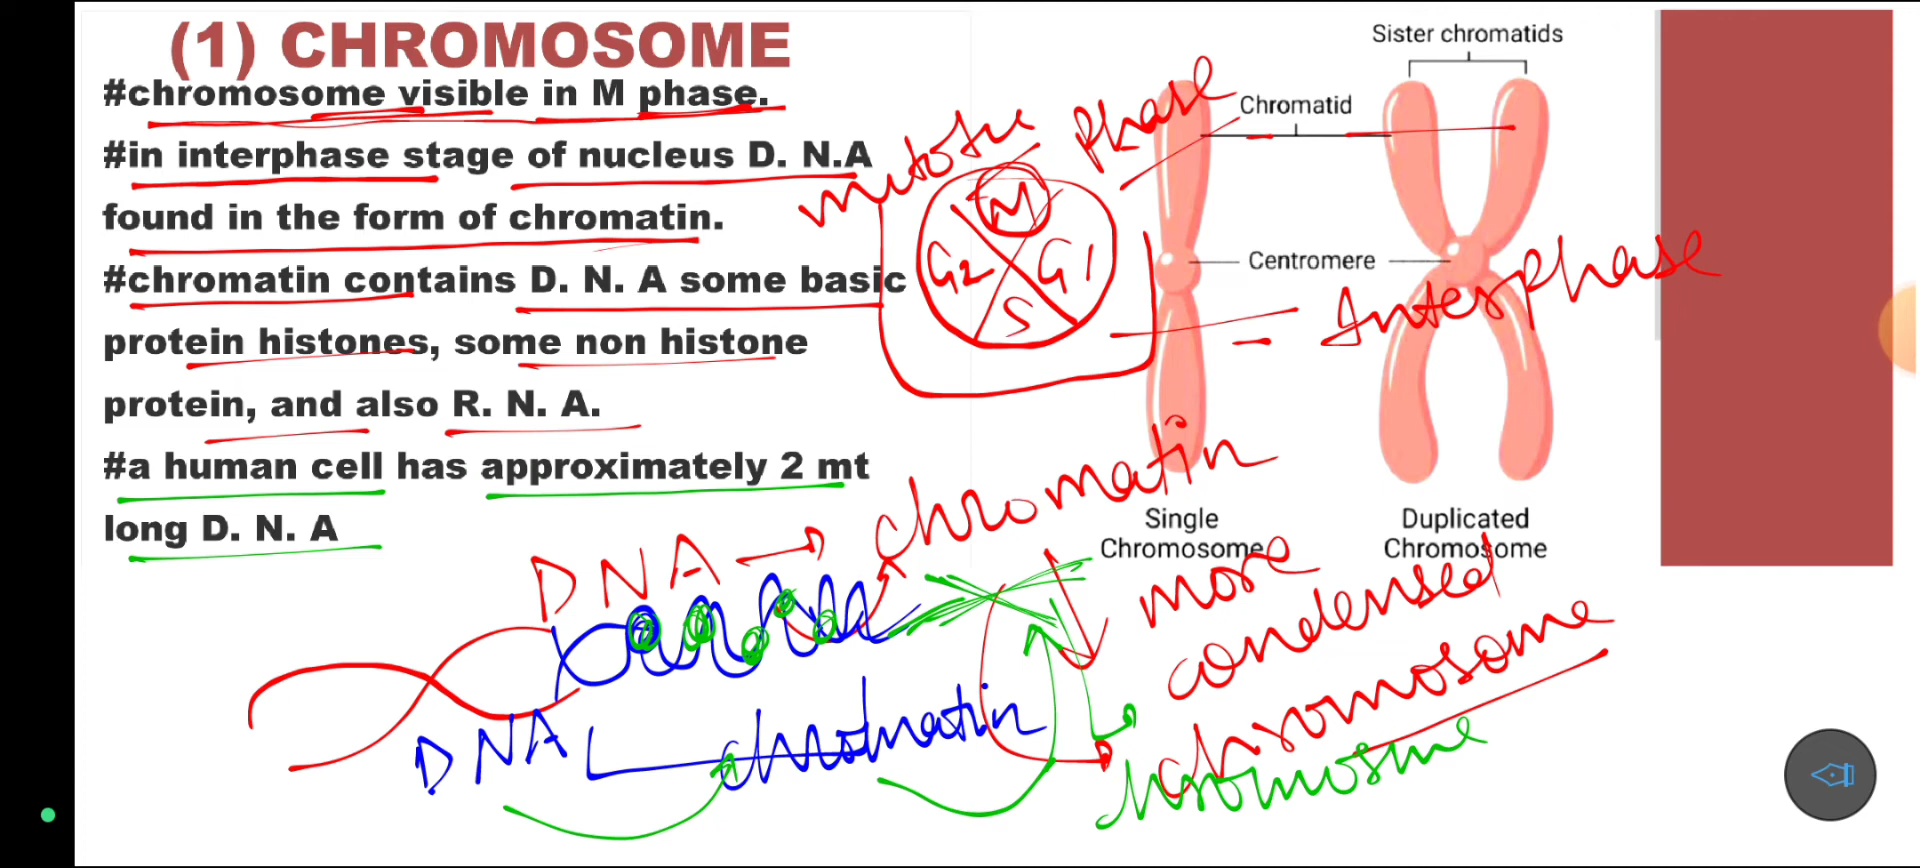 (1) CHROMOSOME
#chromosome visible in M phase.
#in interphase stage of nucleus D. N.A
found in the form of chromatin.
#chromatin contains D. N. A some basic
protein histones, some non histone
protein, and also R. N. A.
#a human cell has approximately 2 mt
long D. N. A
Sister chromatids
Chromatid
Centromere
Single
Chromosome
Duplicated
Chromosome
Phase
M
G2
G1
S
= Interphase
DNA → chromatin
more
condensed
chromosome
DNA
chromatin
chromosome